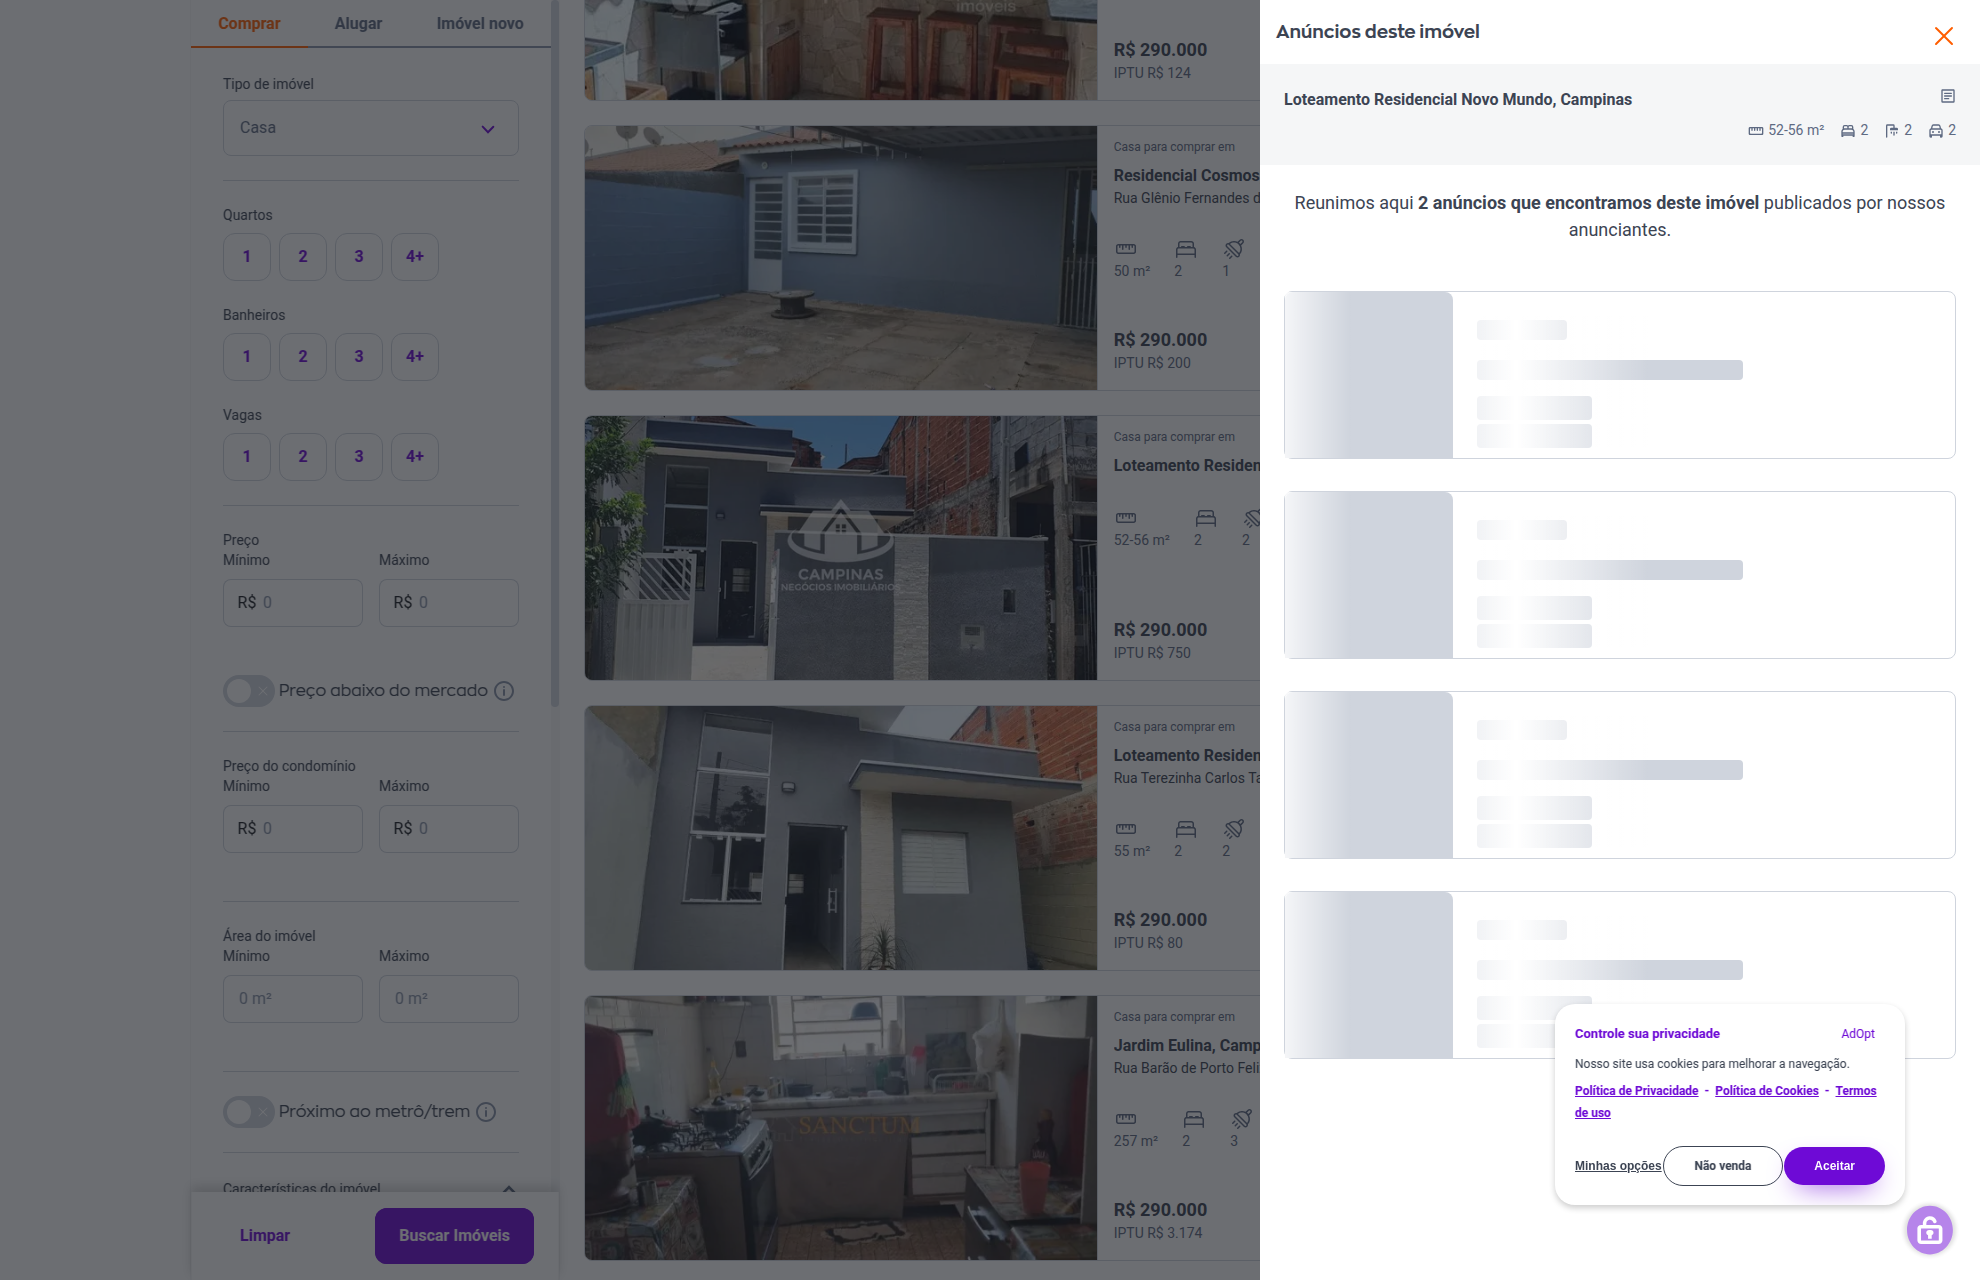 Comprar
Alugar
Imóvel novo
Tipo de imóvel
Casa
Quartos
1
2
3
4+
Banheiros
1
2
3
4+
Vagas
1
2
3
4+
Preço
Mínimo
Máximo
R$ 0
R$ 0
Preço abaixo do mercado
Preço do condomínio
Mínimo
Máximo
R$ 0
R$ 0
Área do imóvel
Mínimo
Máximo
0 m²
0 m²
Próximo ao metrô/trem
Características do imóvel
Limpar
Buscar Imóveis
imóveis
R$ 290.000
IPTU R$ 124
Casa para comprar em
Residencial Cosmos
Rua Glênio Fernandes d
50 m²
2
1
R$ 290.000
IPTU R$ 200
CAMPINAS
NEGÓCIOS IMOBILIÁRIOS
Casa para comprar em
Loteamento Residen
52-56 m²
2
2
R$ 290.000
IPTU R$ 750
Casa para comprar em
Loteamento Residen
Rua Terezinha Carlos Ta
55 m²
2
2
R$ 290.000
IPTU R$ 80
SANCTUM
Casa para comprar em
Jardim Eulina, Camp
Rua Barão de Porto Feli
257 m²
2
3
R$ 290.000
IPTU R$ 3.174
Anúncios deste imóvel
Loteamento Residencial Novo Mundo, Campinas
52-56 m²
2
2
2
Reunimos aqui 2 anúncios que encontramos deste imóvel publicados por nossos
anunciantes.
Controle sua privacidade
AdOpt
Nosso site usa cookies para melhorar a navegação.
Política de Privacidade - Política de Cookies - Termos
de uso
Minhas opções
Não venda
Aceitar